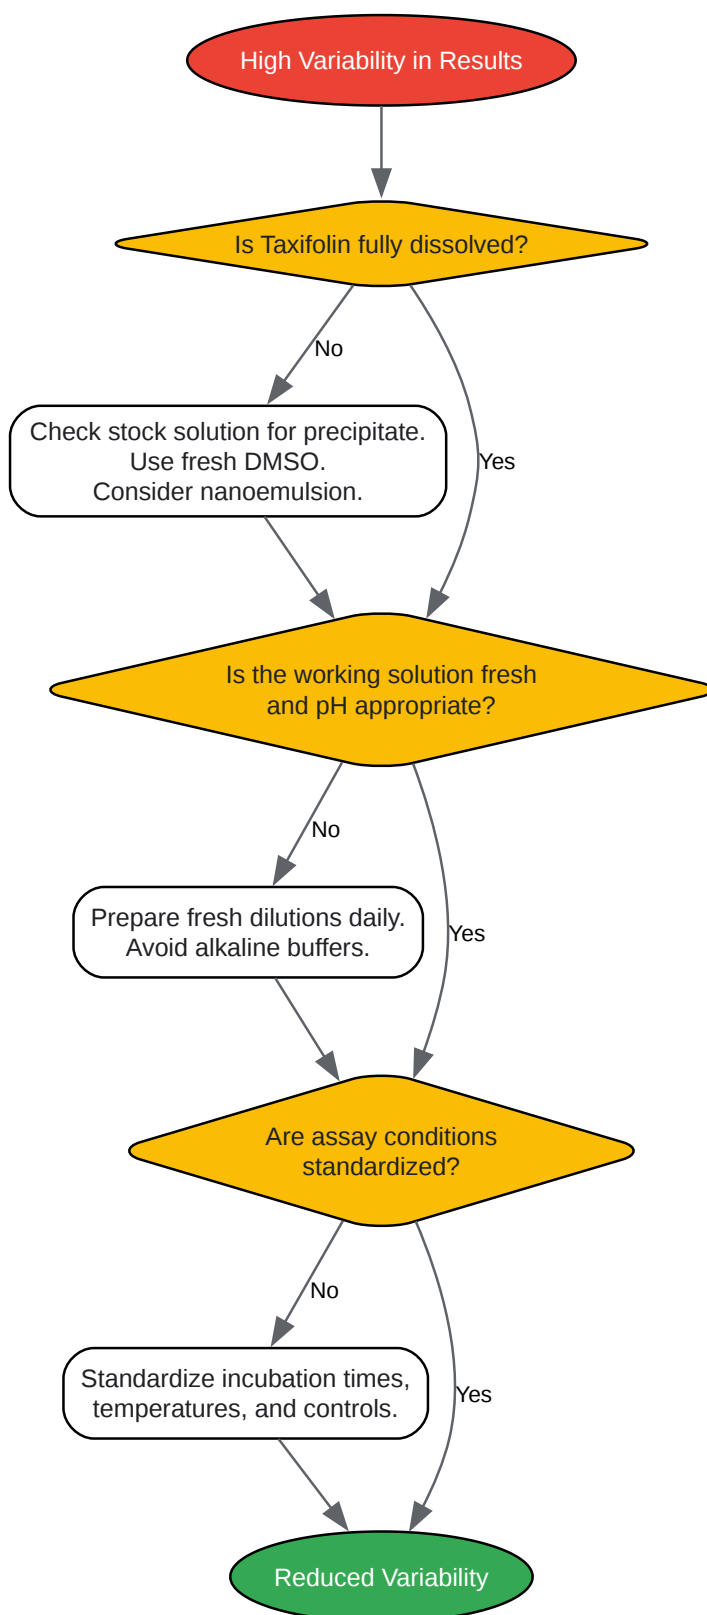 High Variability in Results
Is Taxifolin fully dissolved?
No
Check stock solution for precipitate.
Use fresh DMSO.
Consider nanoemulsion.
Yes
Is the working solution fresh
and pH appropriate?
No
Prepare fresh dilutions daily.
Avoid alkaline buffers.
Yes
Are assay conditions
standardized?
No
Standardize incubation times,
temperatures, and controls.
Yes
Reduced Variability